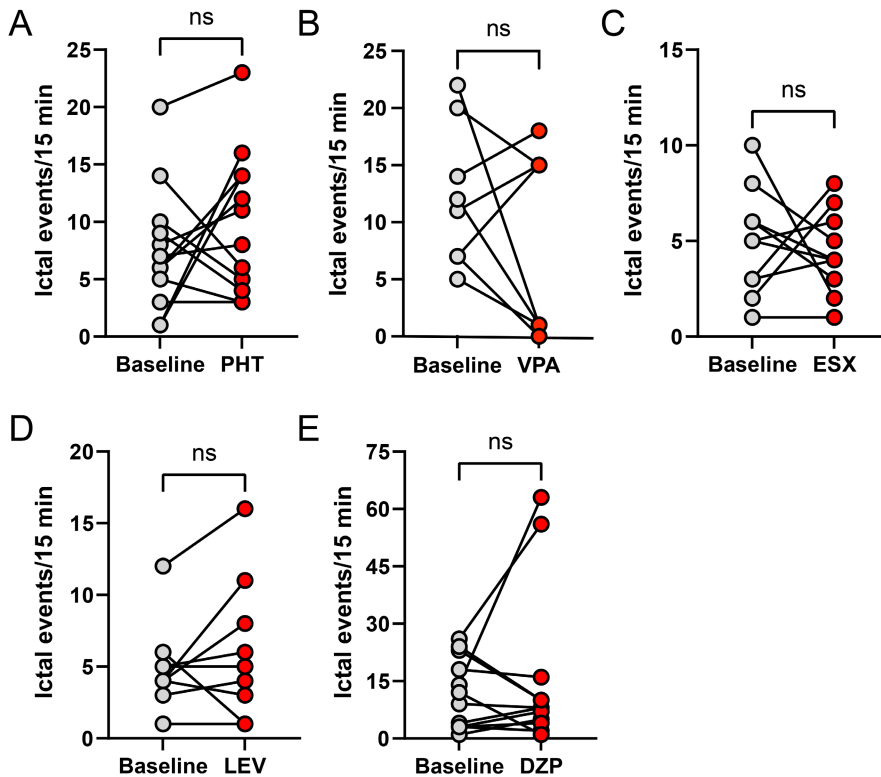 A
ns
Ictal events/15 min
25
20
15
10
5
0
Baseline PHT
B
ns
Ictal events/15 min
25
20
15
10
5
0
Baseline VPA
C
ns
Ictal events/15 min
15
10
5
0
Baseline ESX
D
ns
Ictal events/15 min
20
15
10
5
0
Baseline LEV
E
ns
Ictal events/15 min
75
60
45
30
15
0
Baseline DZP